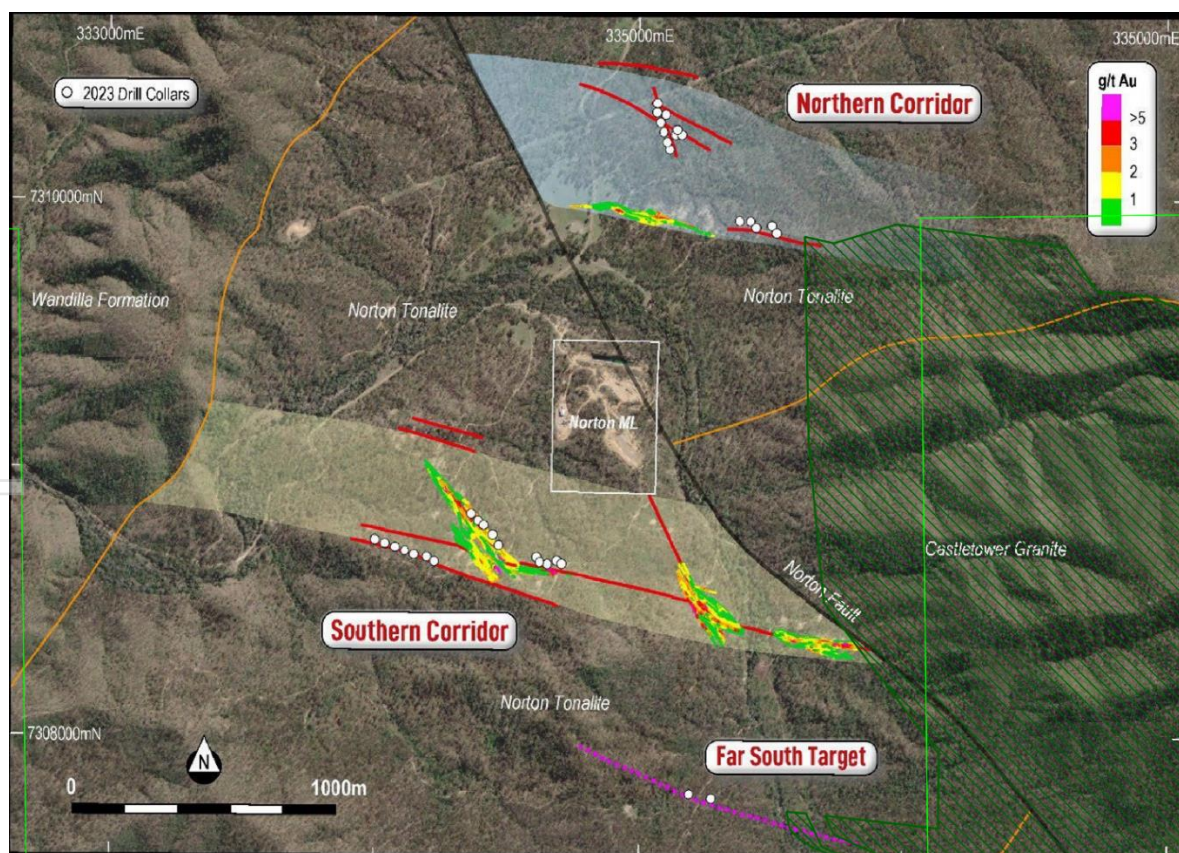 333000mE
335000mE
335000mE
2023 Drill Collars
Northern Corridor
g/t Au
>5
3
2
1
7310000mN
Wandilla Formation
Norton Tonalite
Norton Tonalite
Norton ML
Castletower Granite
Norton Fault
Southern Corridor
Norton Tonalite
7308000mN
Far South Target
N
0
1000m